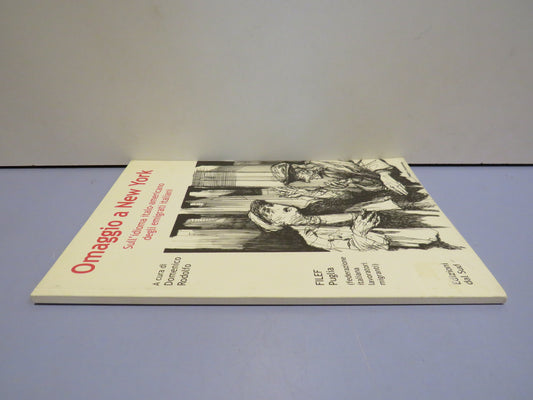 Omaggio a New York
Sull'idioma italo-americano
degli emigrati italiani
A cura di
Domenico
Rodolfo
FILEF
Puglia
(federazione
italiana
lavoratori
migranti)
Edizioni
dal Sud